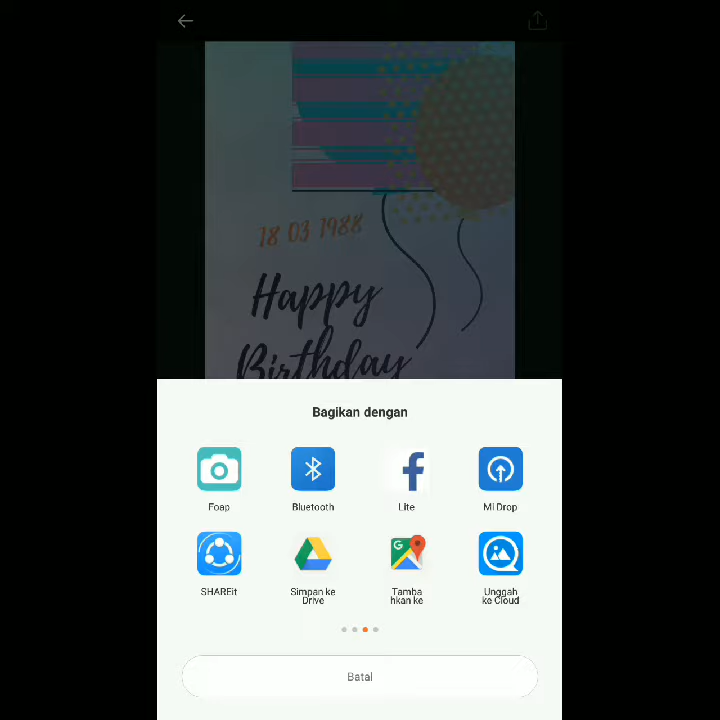 18 03 1988
Happy
Birthday
Bagikan dengan
Foap
Bluetooth
Lite
Mi Drop
SHAREit
Simpan ke
Drive
Tamba
hkan ke
Unggah
ke Cloud
Batal